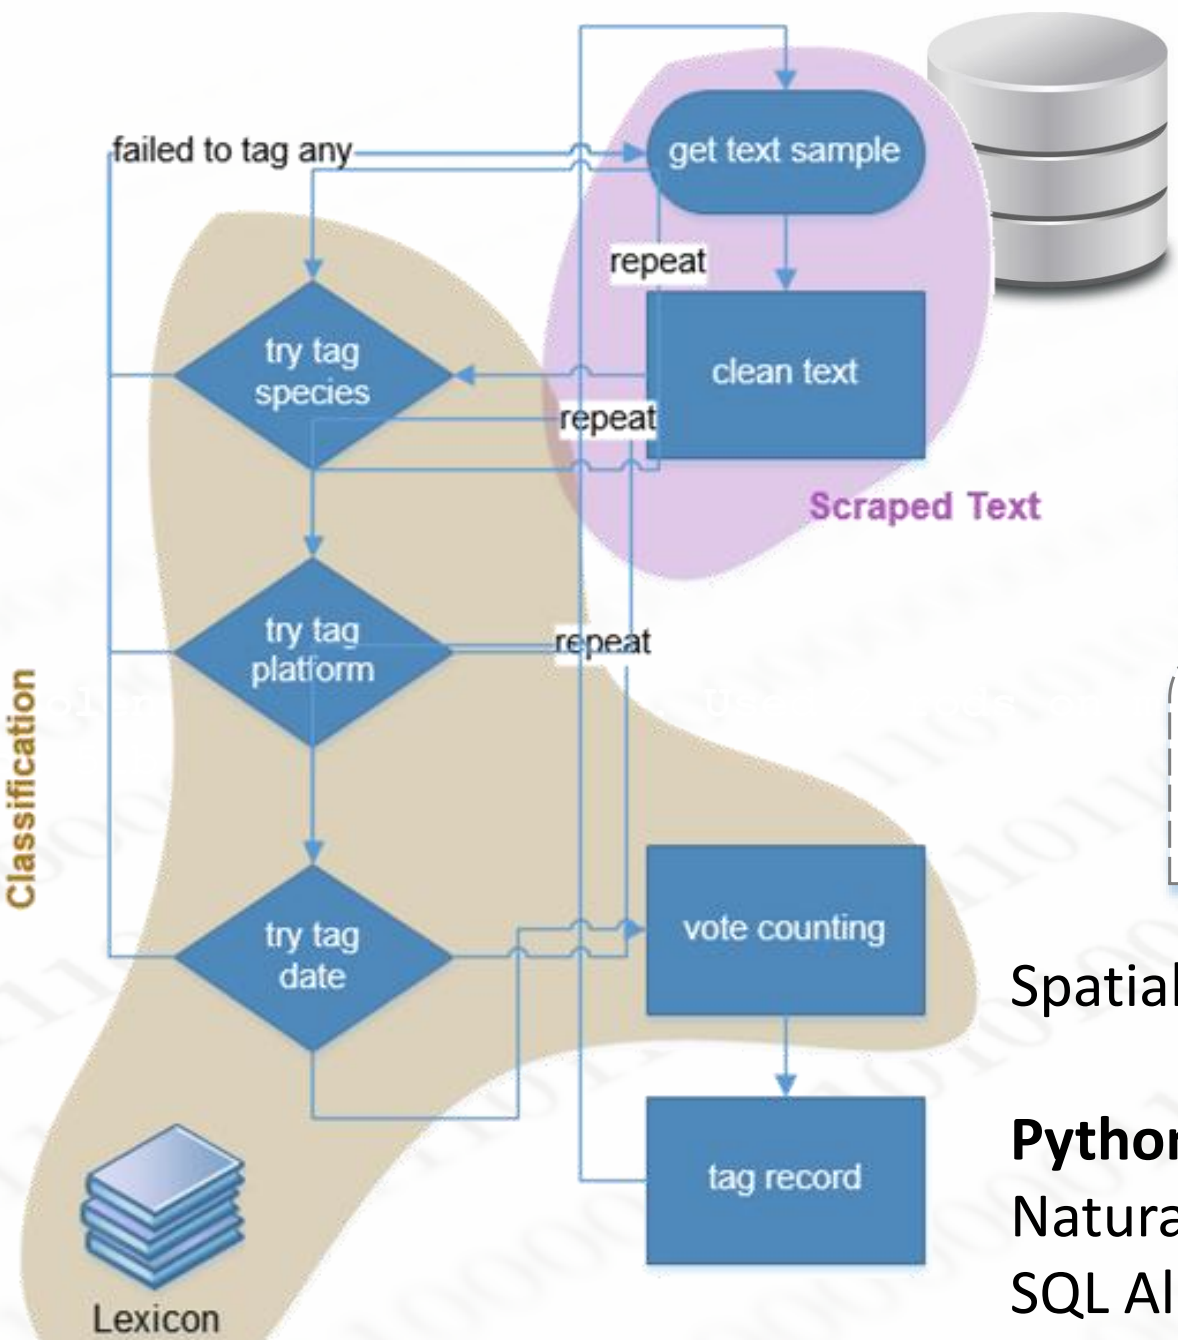 failed to tag any
get text sample
repeat
try tag
species
clean text
repeat
Scraped Text
try tag
platform
repeat
Classification
try tag
date
vote counting
Spatial
tag record
Lexicon
Python
Natura
SQL Al